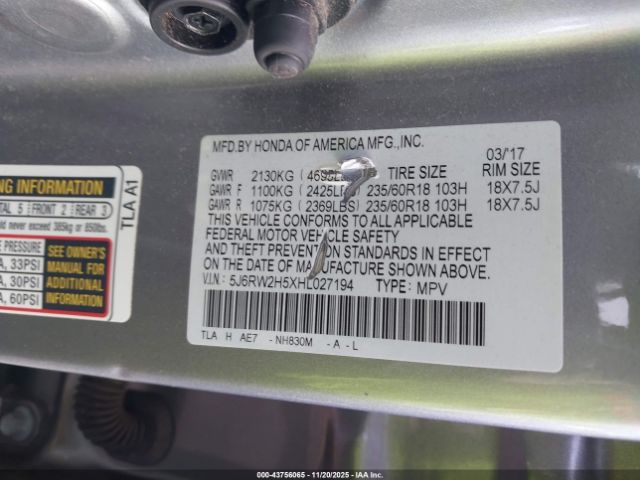 MFD.BY HONDA OF AMERICA MFG.,INC.
03/'17
GVWR 2130KG TIRE SIZE RIM SIZE
GAWR F 1100KG (2425LBS) 235/60R18 103H 18X7.5J
GAWR R 1075KG (2369LBS) 235/60R18 103H 18X7.5J
THIS VEHICLE CONFORMS TO ALL APPLICABLE
FEDERAL MOTOR VEHICLE SAFETY
AND THEFT PREVENTION STANDARDS IN EFFECT
ON THE DATE OF MANUFACTURE SHOWN ABOVE.
V.I.N.: 5J6RW2H5XHL027194 TYPE: MPV
TLA H AE7 - NH830M - A - L
NG INFORMATION
TAL 5 FRONT 2 REAR 3
ld never exceed 385kg or 850lbs.
PRESSURE
A, 33PSI
A, 30PSI
A, 60PSI
SEE OWNER'S
MANUAL FOR
ADDITIONAL
INFORMATION
TLA A1
000-43756065 - 11/20/2025 - IAA Inc.